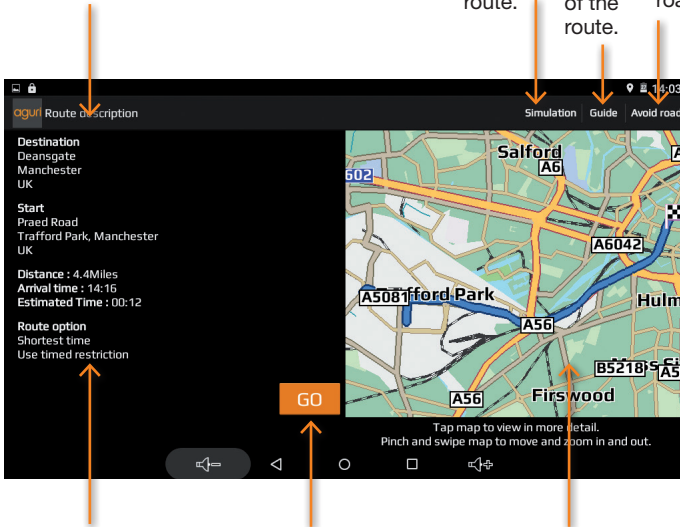 route.
of the
route.
14:03
aguri Route description
Simulation Guide Avoid road
Destination
Deansgate
Manchester
UK
Start
Praed Road
Trafford Park, Manchester
UK
Distance : 4.4Miles
Arrival time : 14:16
Estimated Time : 00:12
Route option
Shortest time
Use timed restriction
GO
Salford
A6
602
A6042
A5081
fford Park
Hulm
A56
B5218
A5
A56
Firswood
Tap map to view in more detail.
Pinch and swipe map to move and zoom in and out.